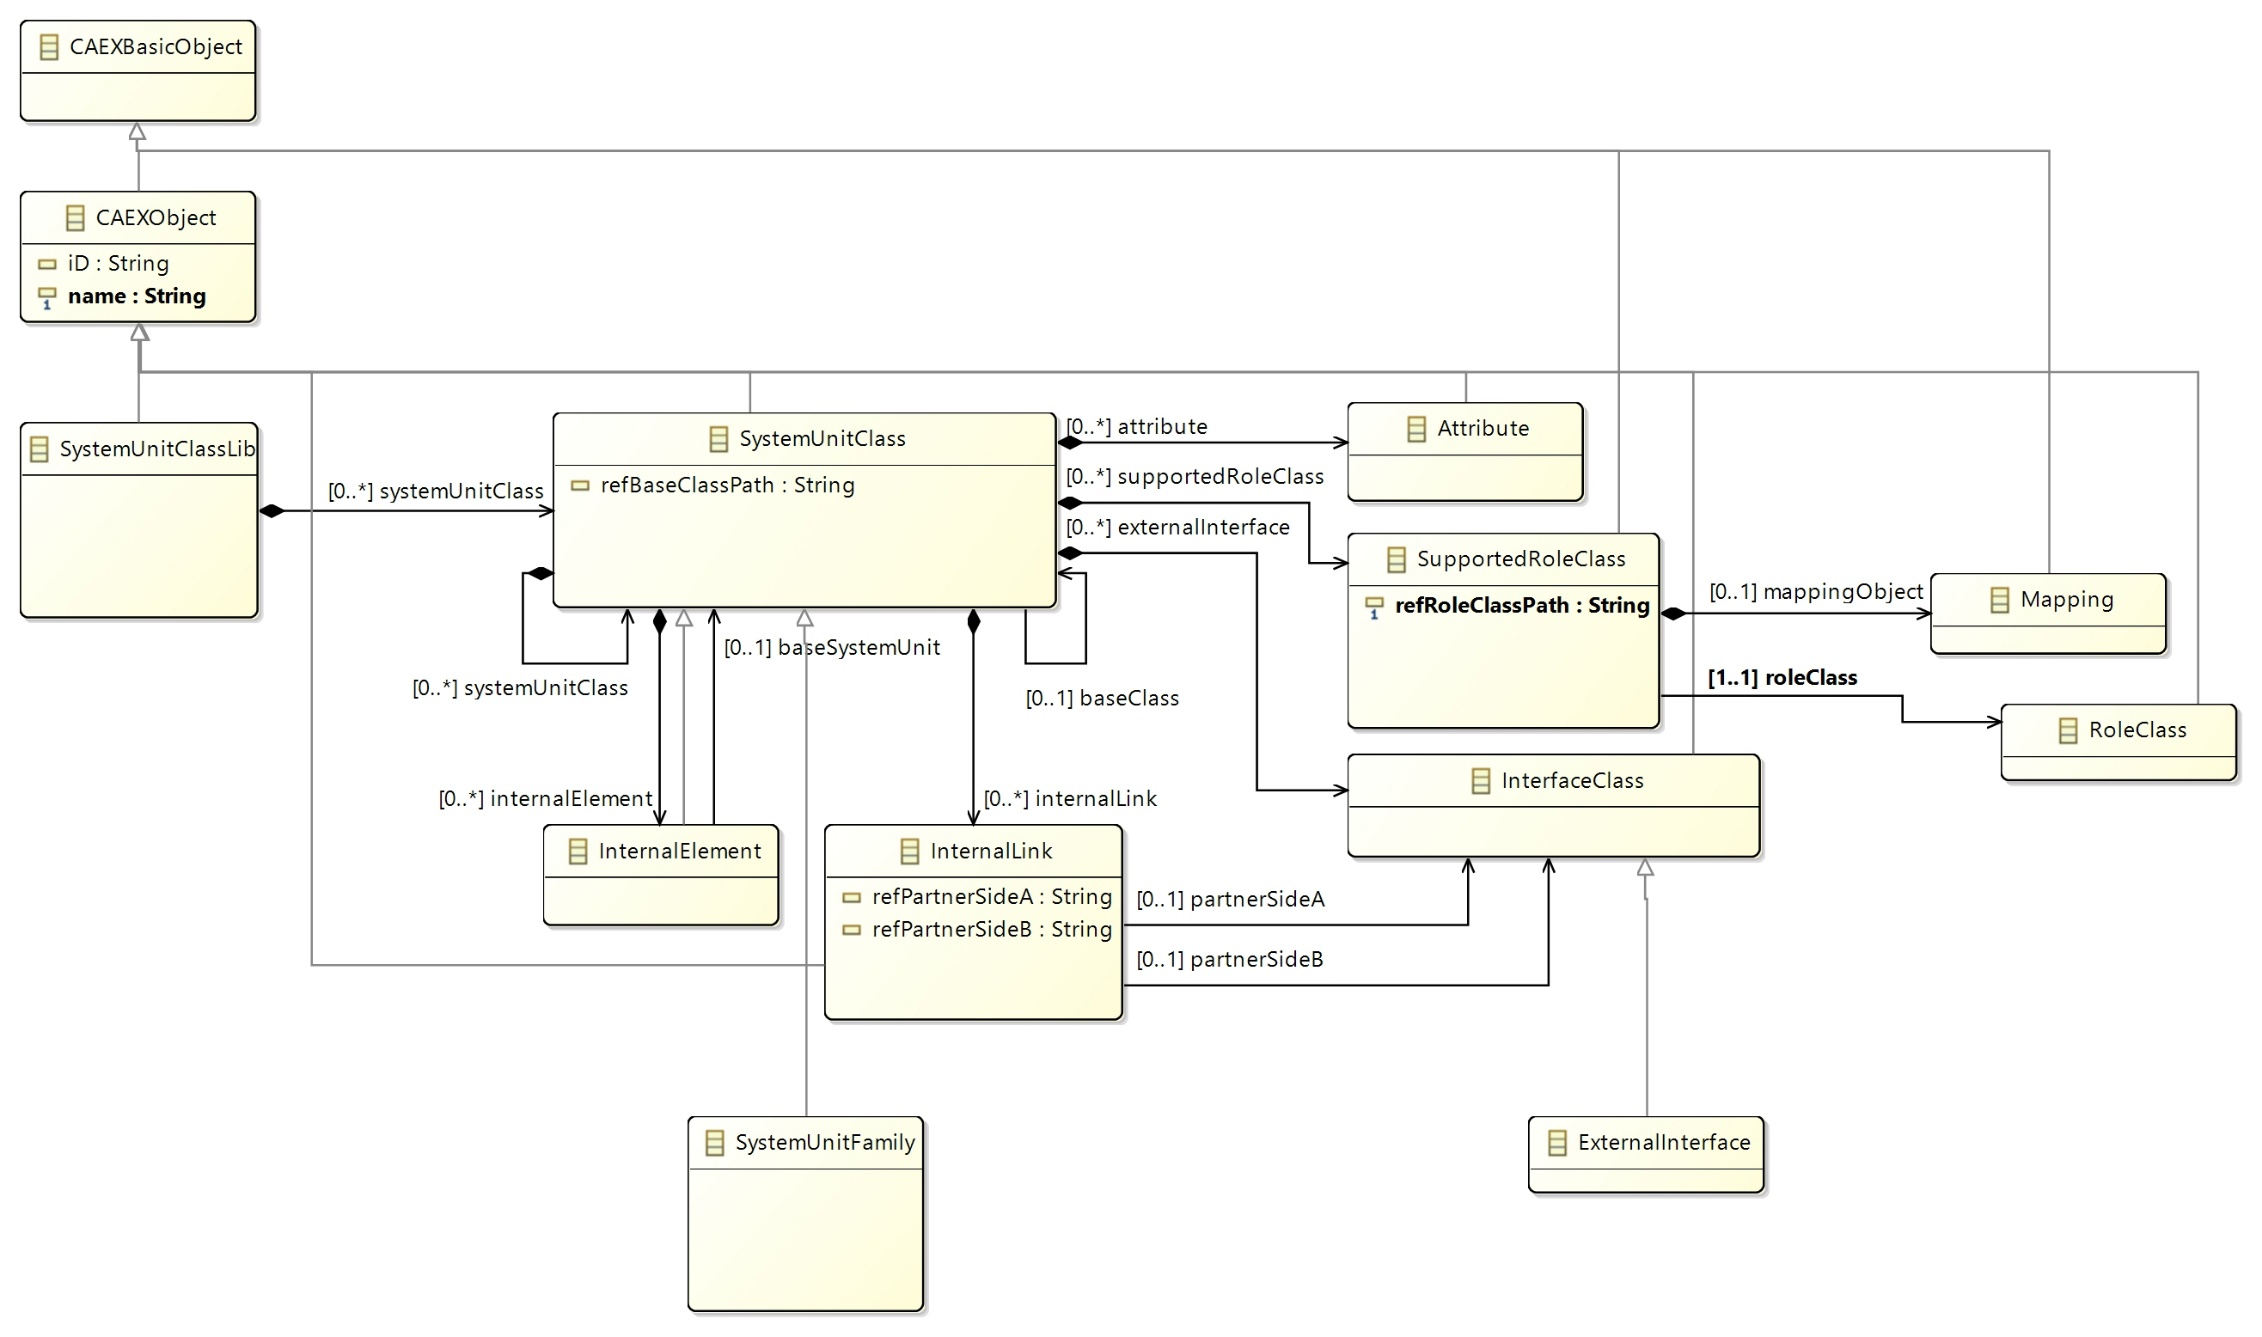 CAEXBasicObject
CAEXObject
iD : String
1 name : String
SystemUnitClassLib
[0..*] systemUnitClass
SystemUnitClass
refBaseClassPath : String
[0..*] attribute
[0..*] supportedRoleClass
[0..*] externalInterface
Attribute
SupportedRoleClass
1 refRoleClassPath : String
[0..1] mappingObject
Mapping
[1..1] roleClass
RoleClass
[0..*] systemUnitClass
[0..1] baseSystemUnit
[0..1] baseClass
[0..*] internalElement
[0..*] internalLink
InterfaceClass
InternalElement
InternalLink
refPartnerSideA : String
refPartnerSideB : String
[0..1] partnerSideA
[0..1] partnerSideB
SystemUnitFamily
ExternalInterface